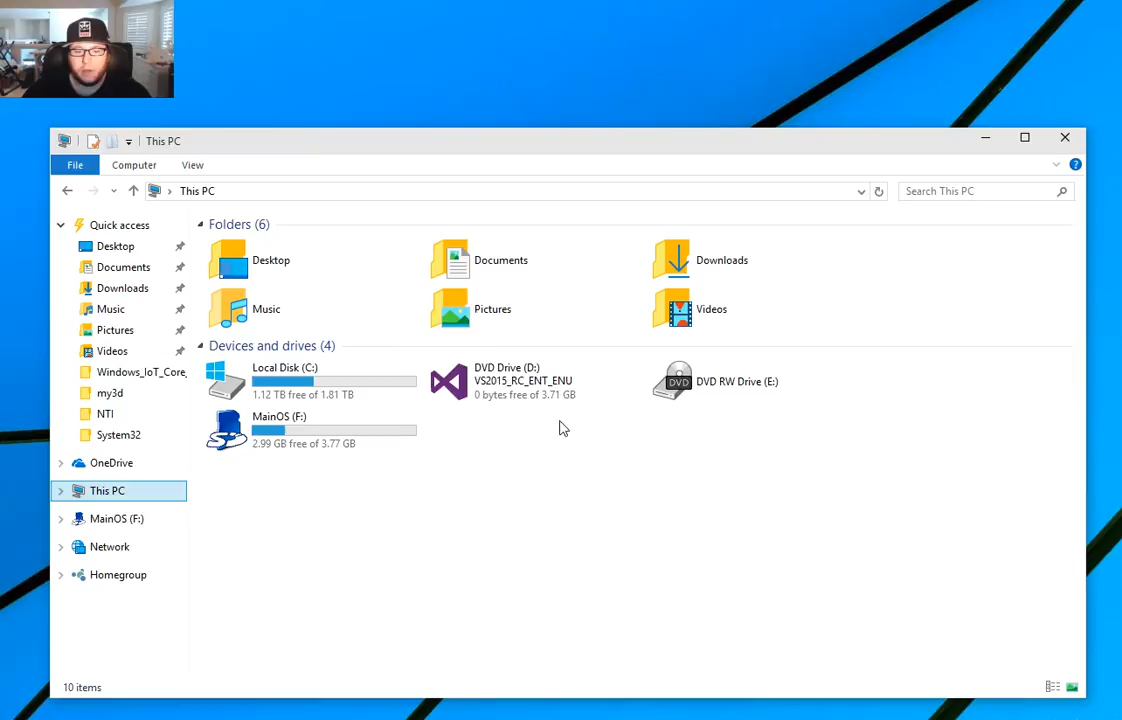 This PC
File
Computer
View
This PC
Search This PC
Quick access
Desktop
Documents
Downloads
Music
Pictures
Videos
Windows_IoT_Core_
my3d
NTI
System32
OneDrive
This PC
MainOS (F:)
Network
Homegroup
Folders (6)
Desktop
Documents
Downloads
Music
Pictures
Videos
Devices and drives (4)
Local Disk (C:)
1.12 TB free of 1.81 TB
DVD Drive (D:)
VS2015_RC_ENT_ENU
0 bytes free of 3.71 GB
DVD
DVD RW Drive (E:)
MainOS (F:)
2.99 GB free of 3.77 GB
10 items